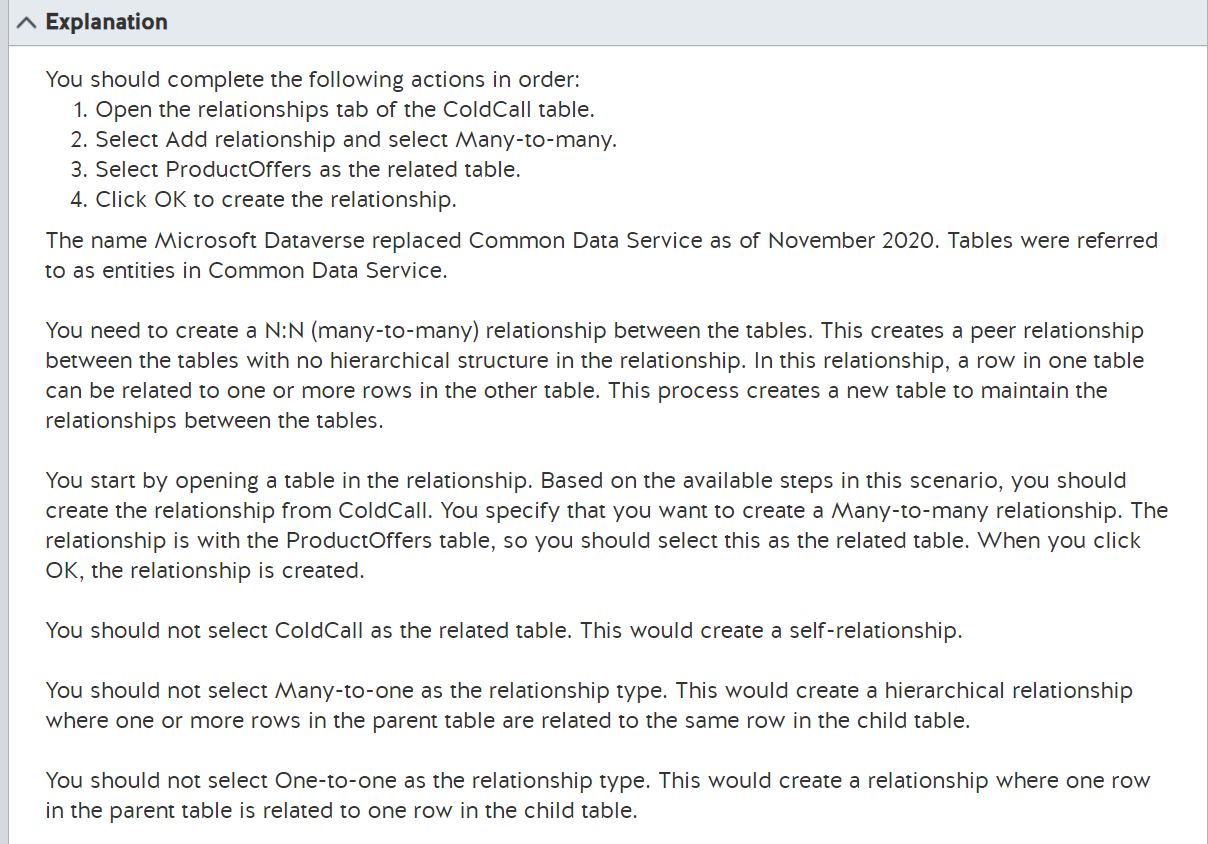 Explanation
You should complete the following actions in order:
1. Open the relationships tab of the ColdCall table.
2. Select Add relationship and select Many-to-many.
3. Select ProductOffers as the related table.
4. Click OK to create the relationship.
The name Microsoft Dataverse replaced Common Data Service as of November 2020. Tables were referred
to as entities in Common Data Service.
You need to create a N:N (many-to-many) relationship between the tables. This creates a peer relationship
between the tables with no hierarchical structure in the relationship. In this relationship, a row in one table
can be related to one or more rows in the other table. This process creates a new table to maintain the
relationships between the tables.
You start by opening a table in the relationship. Based on the available steps in this scenario, you should
create the relationship from ColdCall. You specify that you want to create a Many-to-many relationship. The
relationship is with the ProductOffers table, so you should select this as the related table. When you click
OK, the relationship is created.
You should not select ColdCall as the related table. This would create a self-relationship.
You should not select Many-to-one as the relationship type. This would create a hierarchical relationship
where one or more rows in the parent table are related to the same row in the child table.
You should not select One-to-one as the relationship type. This would create a relationship where one row
in the parent table is related to one row in the child table.